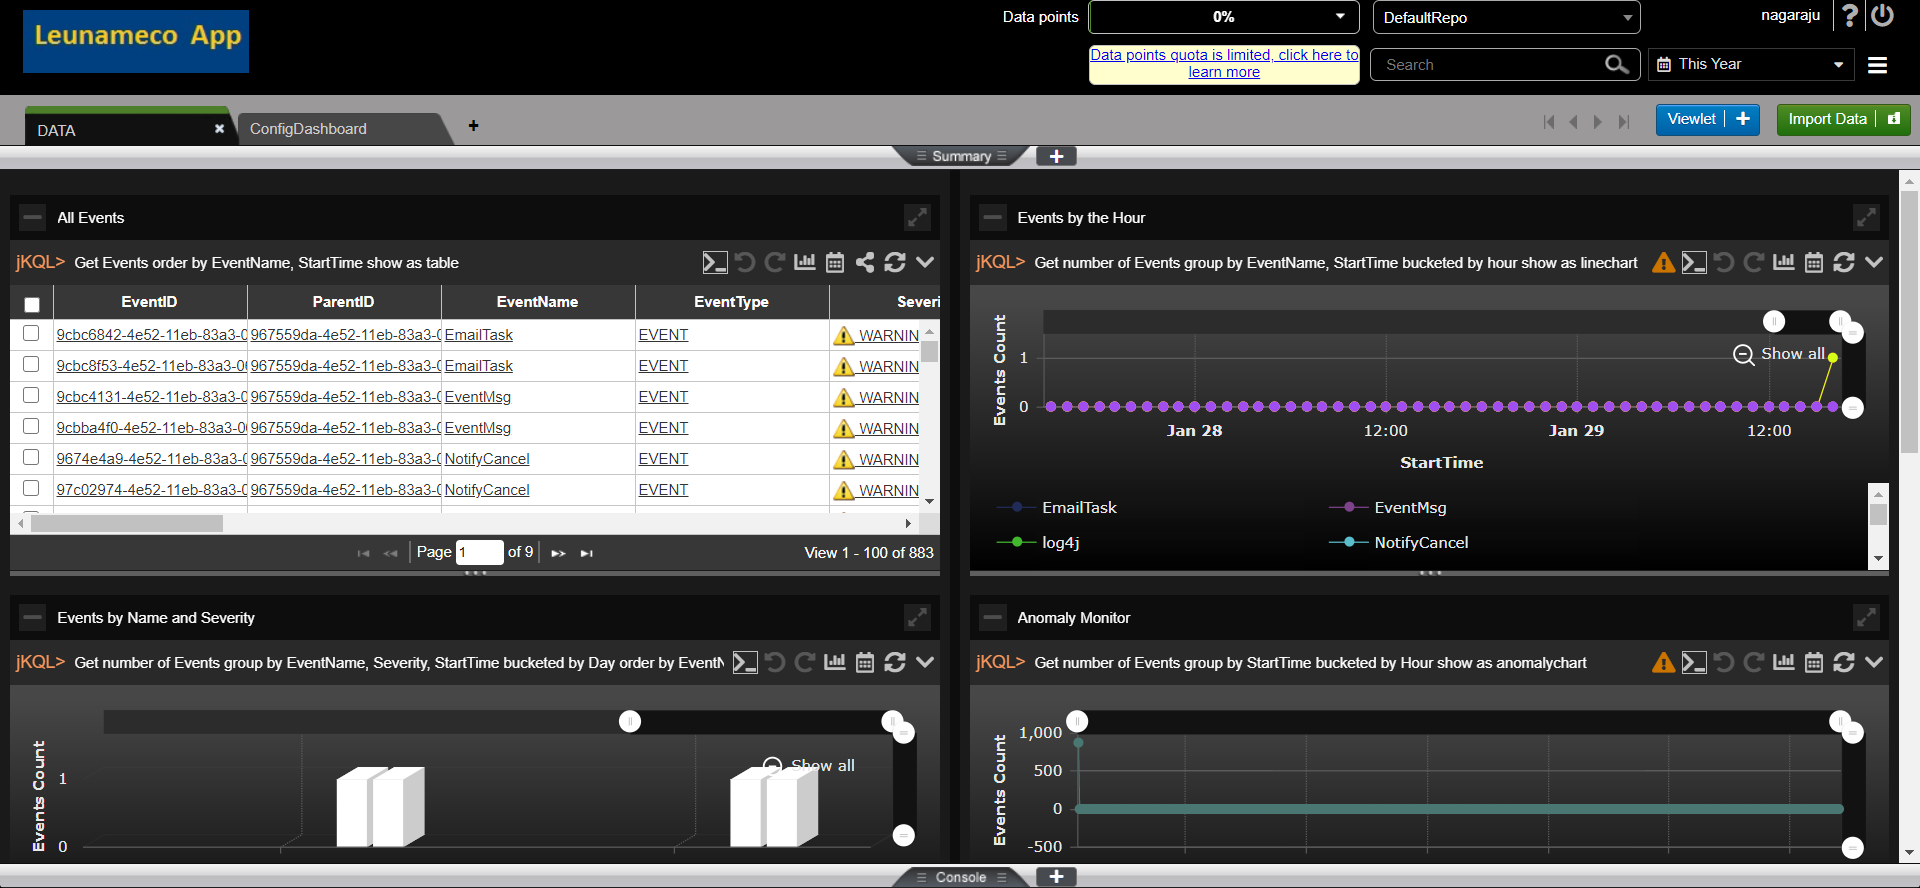 Leunameco App
Data points
0%
DefaultRepo
nagaraju
?
Data points quota is limited, click here to
learn more
Search
This Year
DATA
ConfigDashboard
+
Viewlet +
Import Data
Summary
+
All Events
jKQL> Get Events order by EventName, StartTime show as table
EventID ParentID EventName EventType Severi
9cbc6842-4e52-11eb-83a3-0 967559da-4e52-11eb-83a3-0 EmailTask EVENT WARNIN
9cbc8f53-4e52-11eb-83a3-00 967559da-4e52-11eb-83a3-0 EmailTask EVENT WARNIN
9cbc4131-4e52-11eb-83a3-0 967559da-4e52-11eb-83a3-0 EventMsg EVENT WARNIN
9cbba4f0-4e52-11eb-83a3-00 967559da-4e52-11eb-83a3-0 EventMsg EVENT WARNIN
9674e4a9-4e52-11eb-83a3-0 967559da-4e52-11eb-83a3-0 NotifyCancel EVENT WARNIN
97c02974-4e52-11eb-83a3-0 967559da-4e52-11eb-83a3-0 NotifyCancel EVENT WARNIN
Page 1 of 9
View 1 - 100 of 883
Events by the Hour
jKQL> Get number of Events group by EventName, StartTime bucketed by hour show as linechart
Events Count
Show all
1
0
Jan 28 12:00 Jan 29 12:00
StartTime
EmailTask EventMsg
log4j NotifyCancel
Events by Name and Severity
jKQL> Get number of Events group by EventName, Severity, StartTime bucketed by Day order by EventN
Events Count
Show all
1
0
Anomaly Monitor
jKQL> Get number of Events group by StartTime bucketed by Hour show as anomalychart
Events Count
1,000
500
0
-500
Console
+